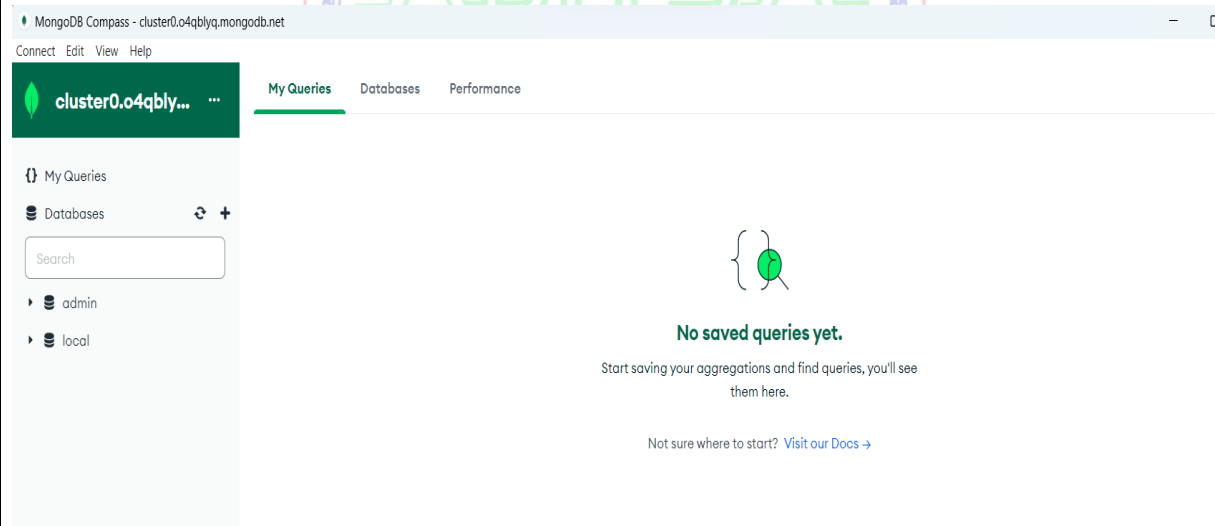 MongoDB Compass - cluster0.o4qblyq.mongodb.net
Connect Edit View Help
cluster0.o4qbly... ...
My Queries Databases Performance
{} My Queries
Databases
Search
admin
local
No saved queries yet.
Start saving your aggregations and find queries, you'll see
them here.
Not sure where to start? Visit our Docs →